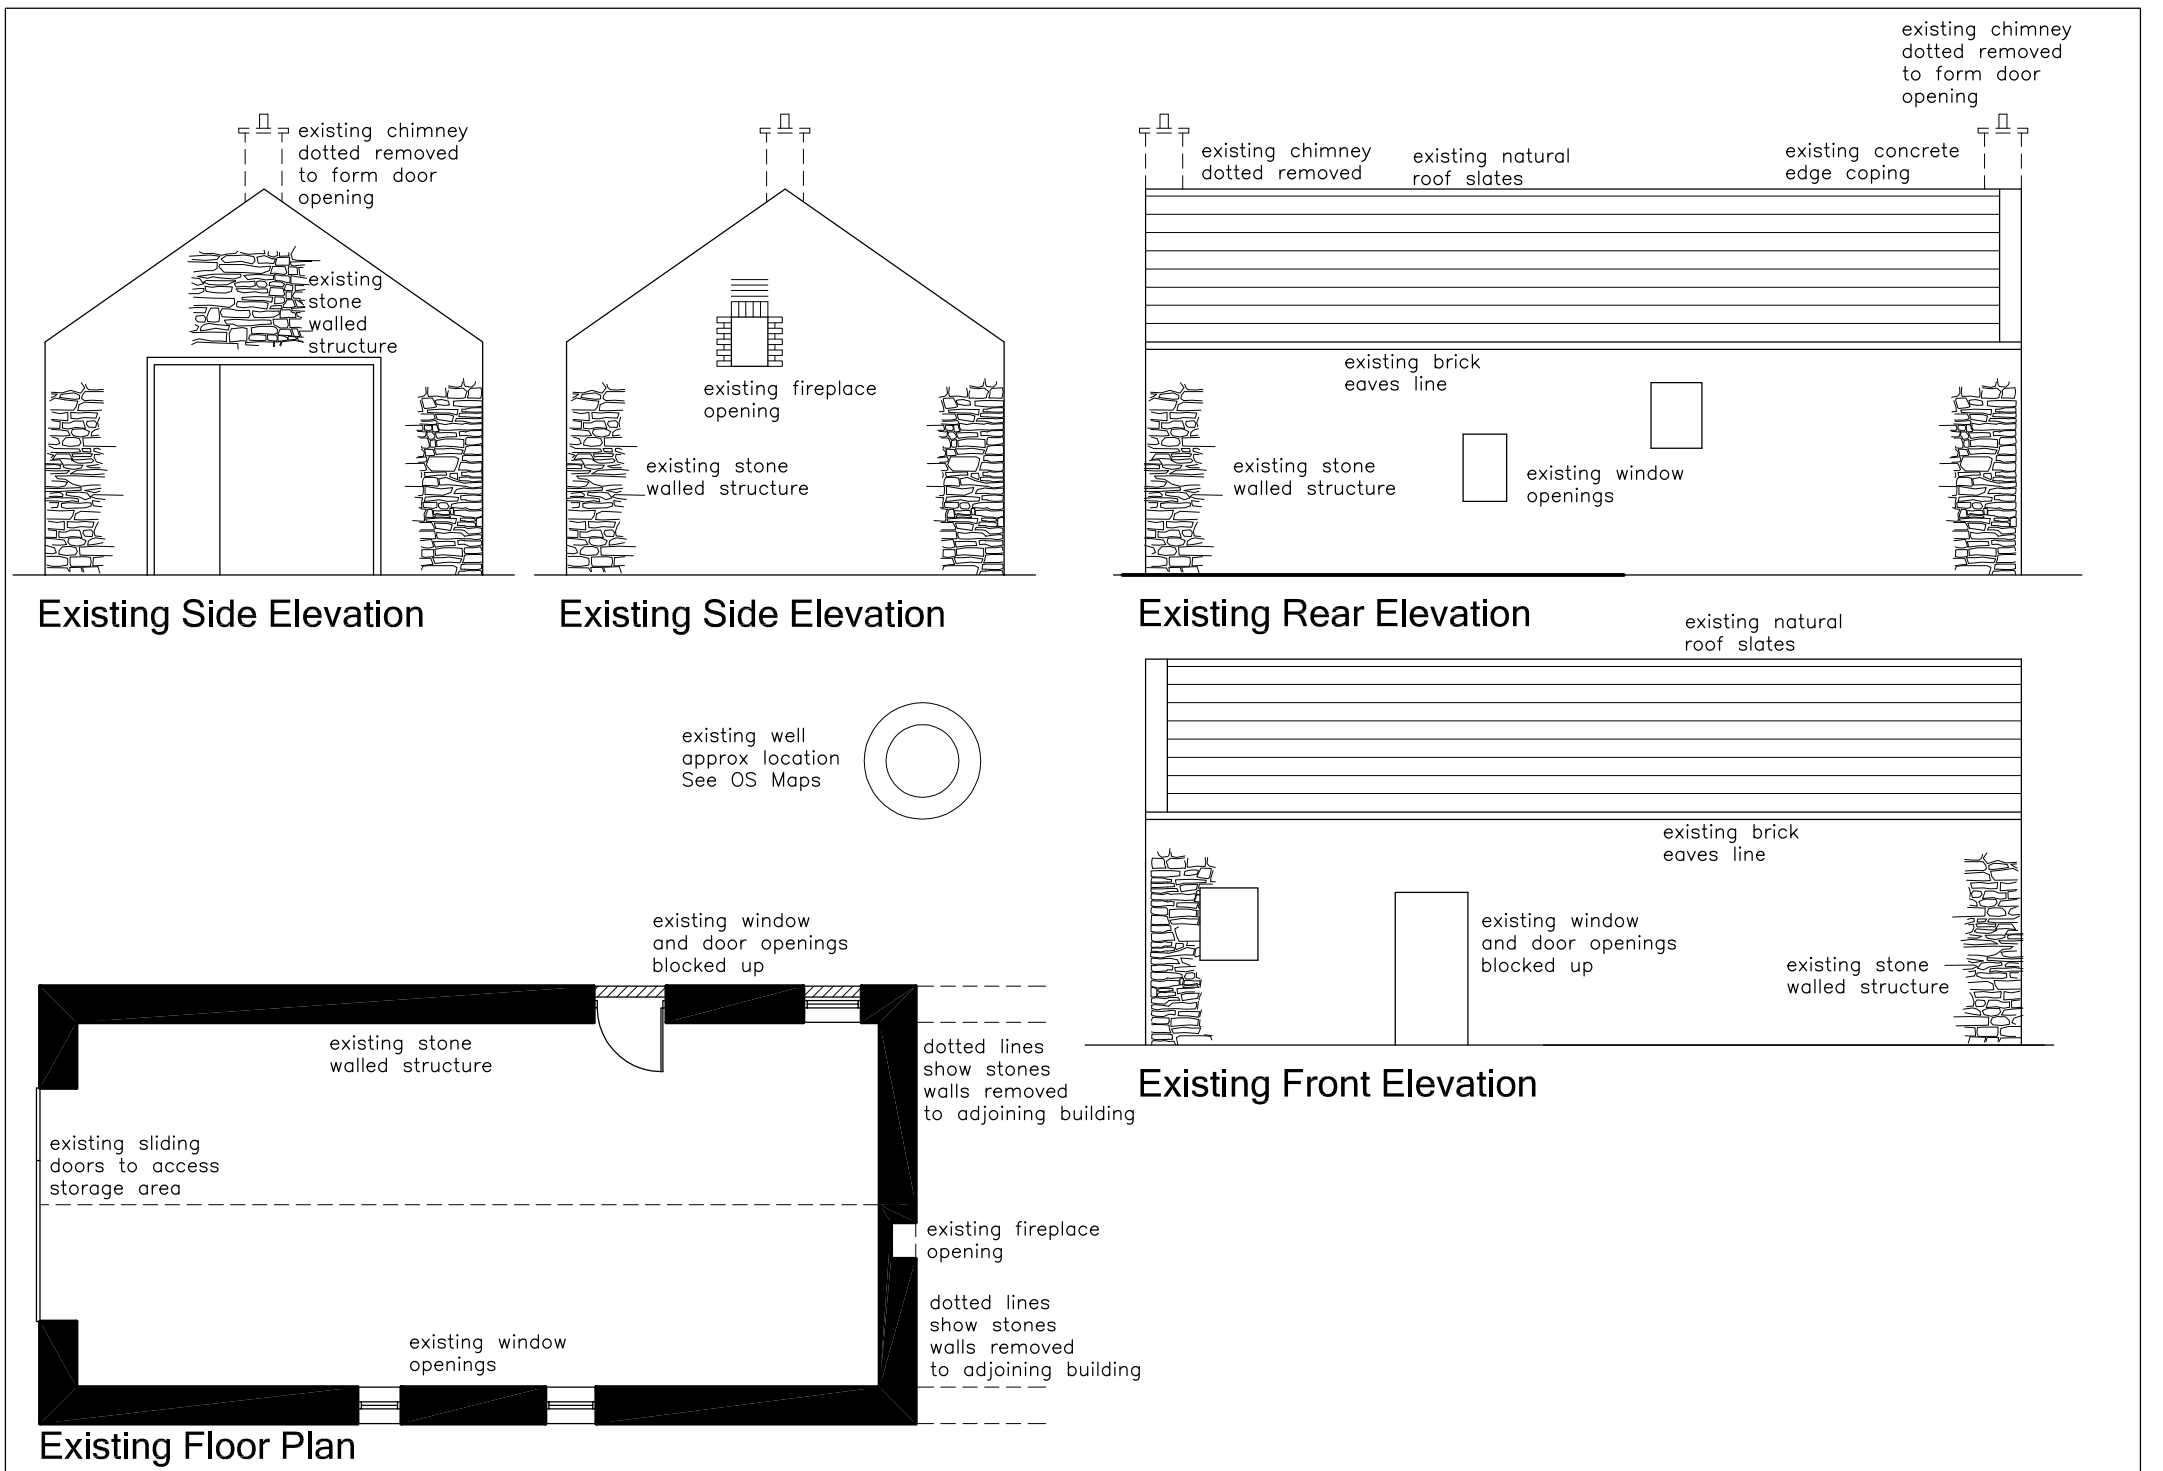 existing chimney
dotted removed
to form door
opening
existing
stone
walled
structure
Existing Side Elevation
existing fireplace
opening
existing stone
walled structure
Existing Side Elevation
existing chimney
dotted removed
to form door
opening
existing chimney
dotted removed
existing natural
roof slates
existing concrete
edge coping
existing brick
eaves line
existing stone
walled structure
existing window
openings
Existing Rear Elevation
existing natural
roof slates
existing brick
eaves line
existing window
and door openings
blocked up
existing stone
walled structure
Existing Front Elevation
existing well
approx location
See OS Maps
existing window
and door openings
blocked up
existing stone
walled structure
dotted lines
show stones
walls removed
to adjoining building
existing sliding
doors to access
storage area
existing fireplace
opening
dotted lines
show stones
walls removed
to adjoining building
existing window
openings
Existing Floor Plan